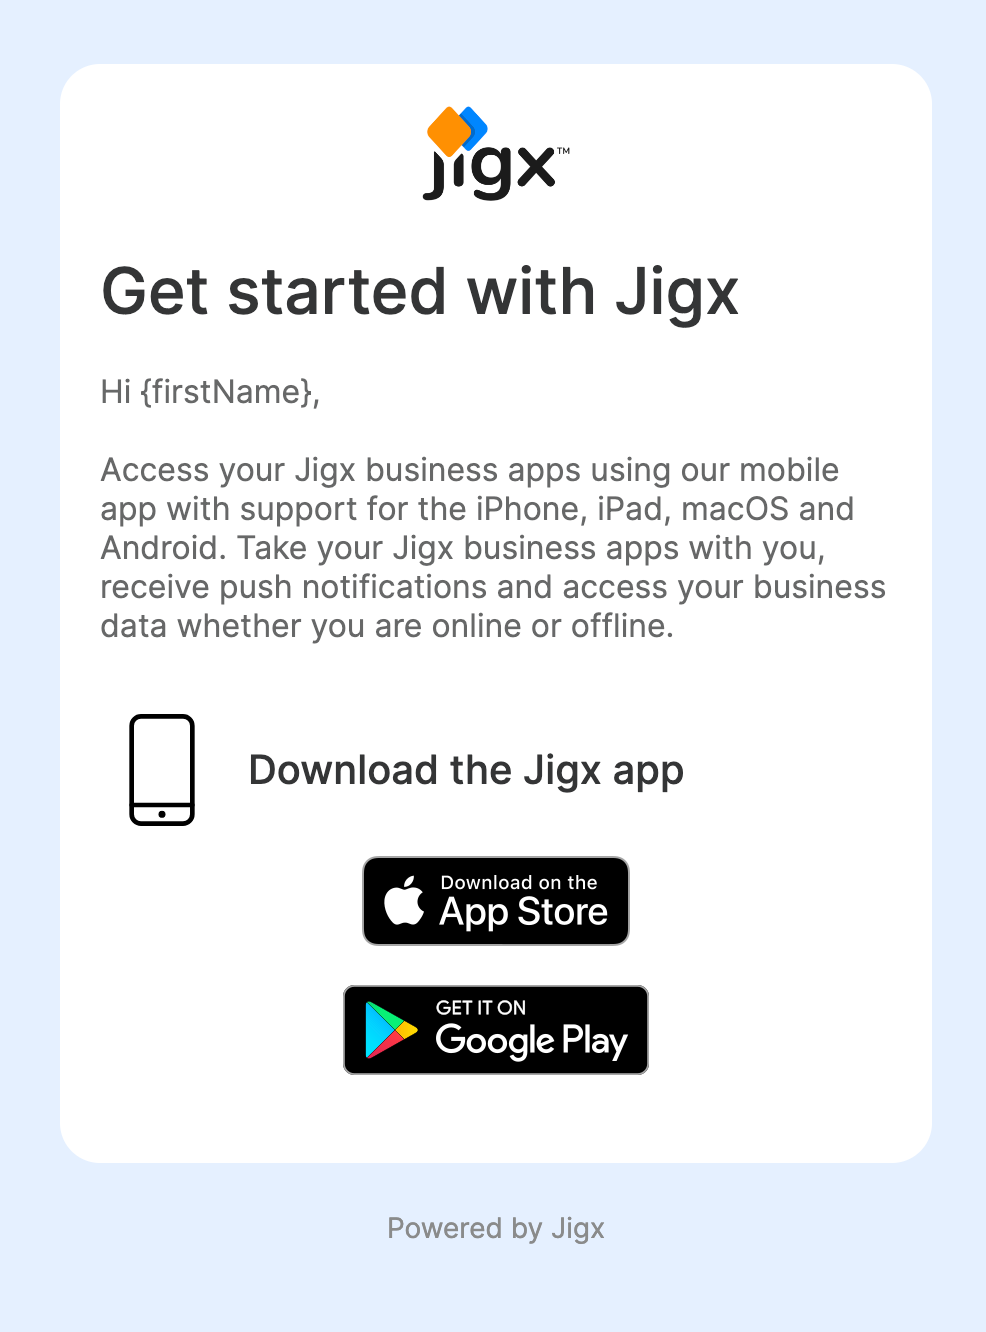 jigx™
Get started with Jigx
Hi {firstName},
Access your Jigx business apps using our mobile
app with support for the iPhone, iPad, macOS and
Android. Take your Jigx business apps with you,
receive push notifications and access your business
data whether you are online or offline.
Download the Jigx app
Download on the
App Store
GET IT ON
Google Play
Powered by Jigx